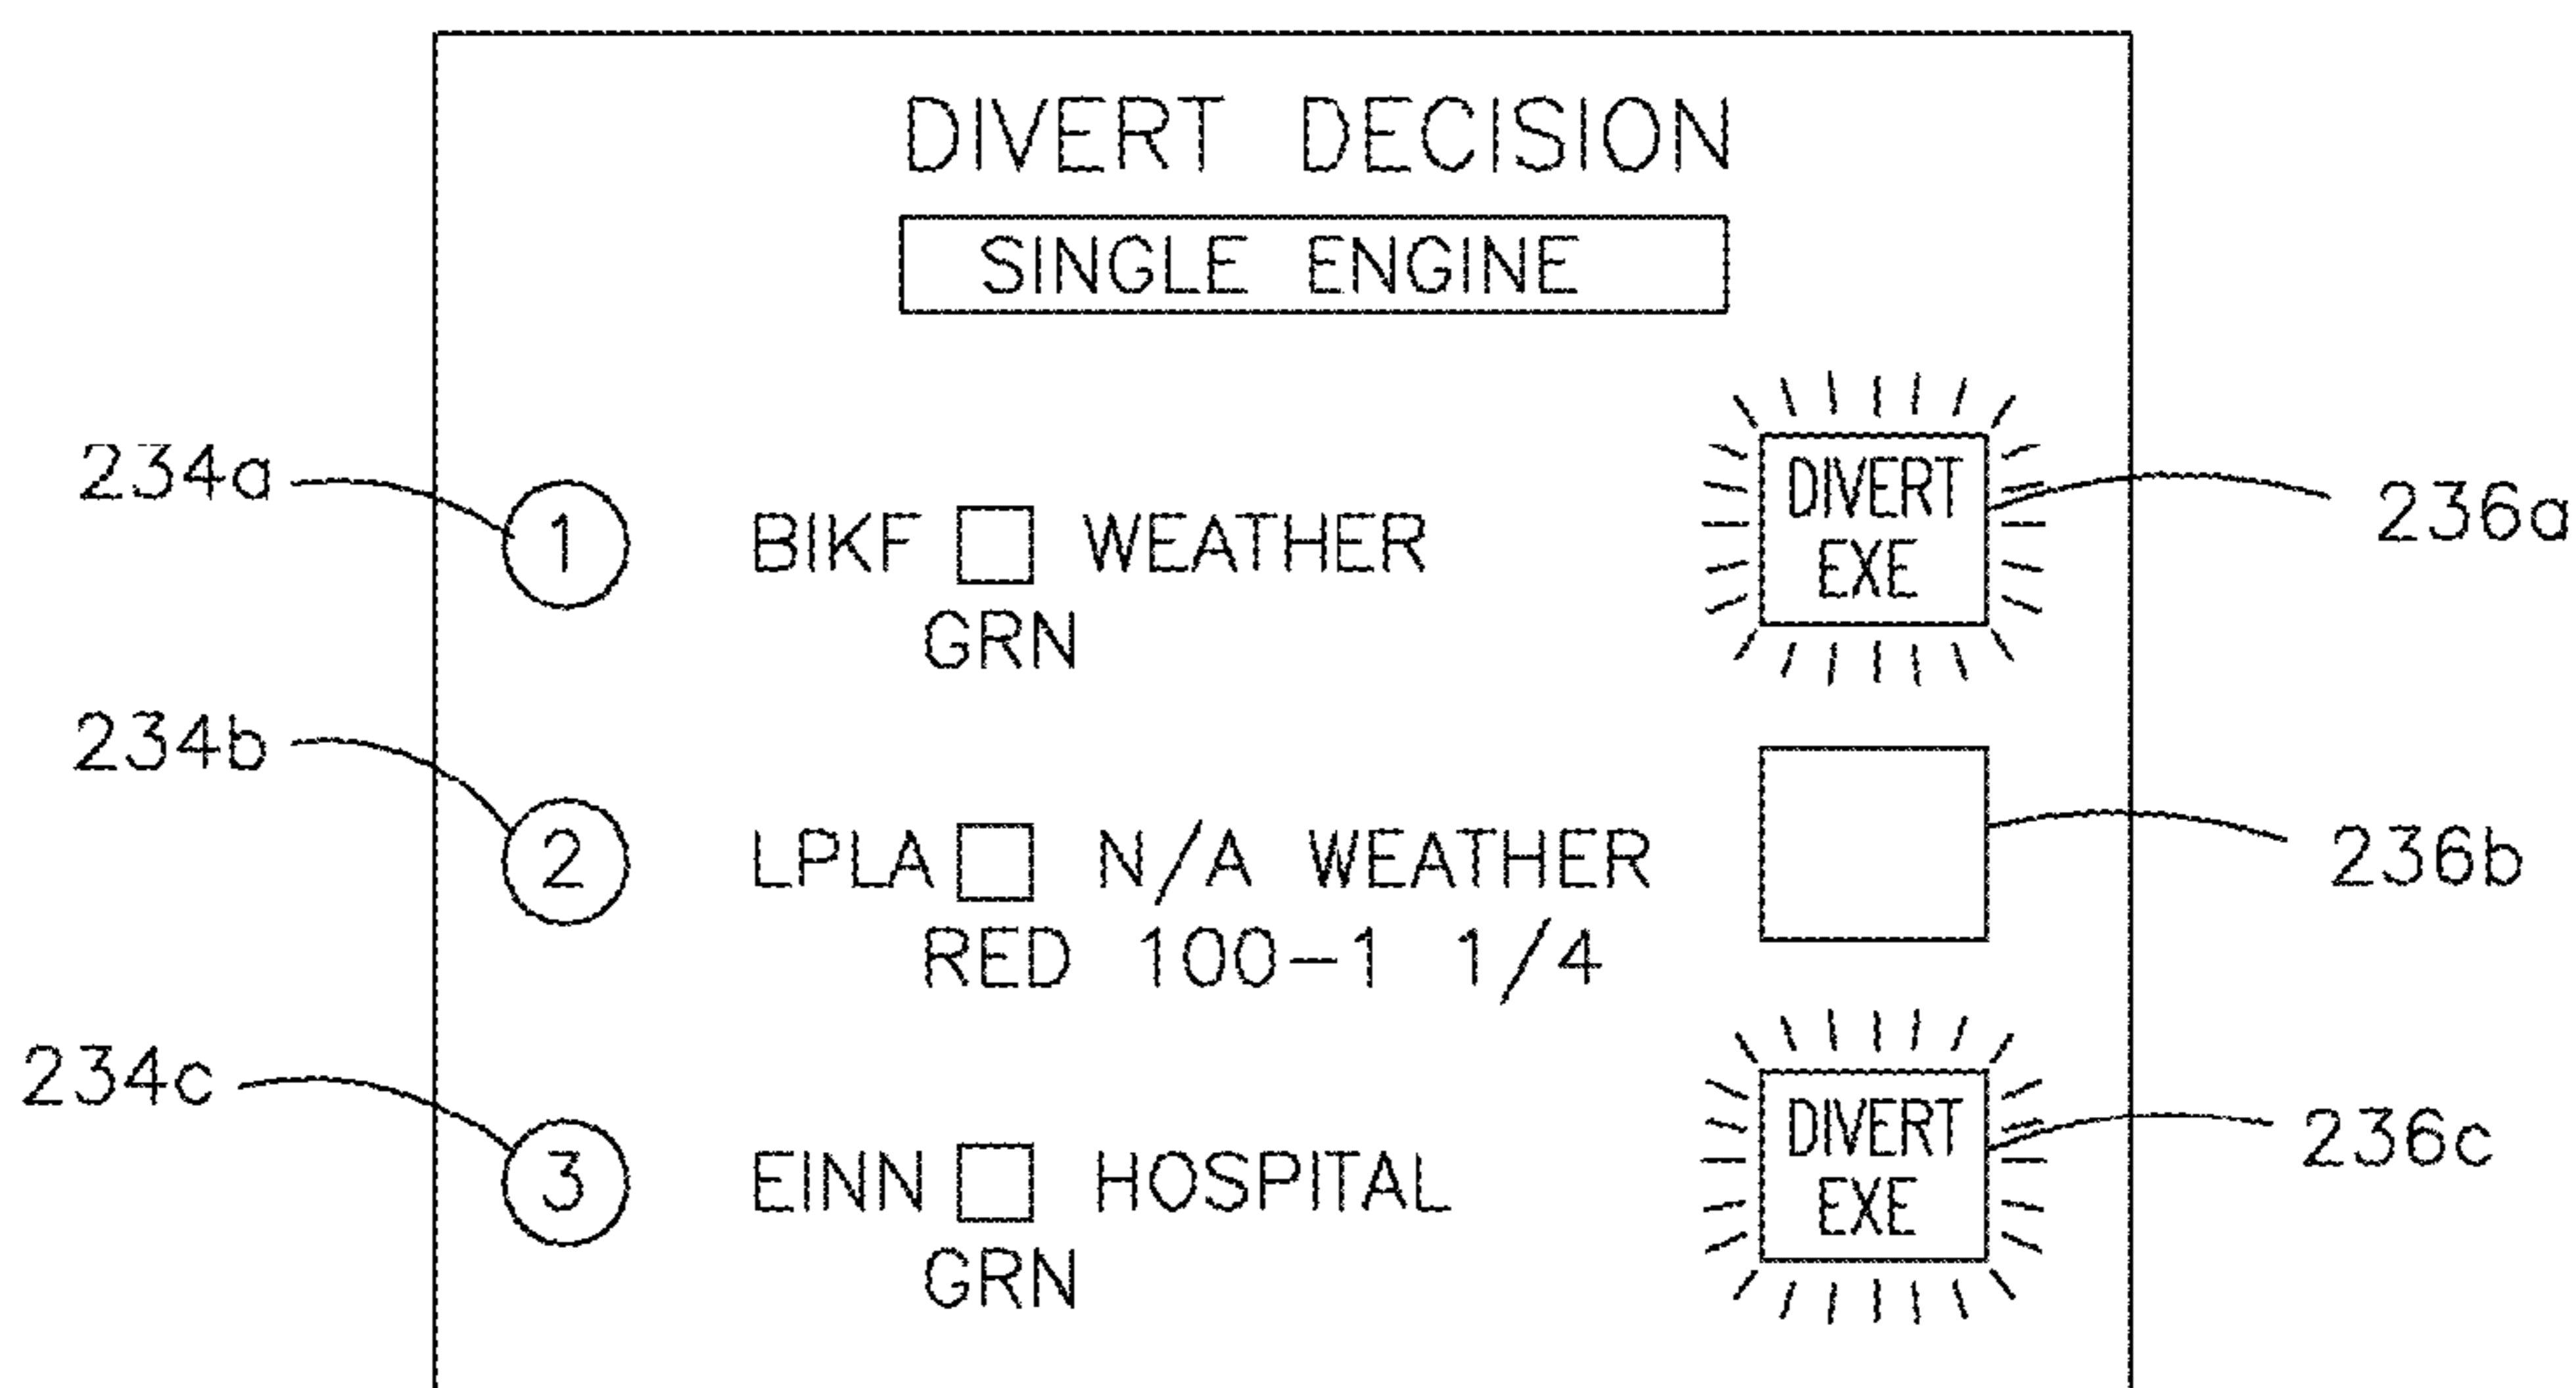 DIVERT DECISION
SINGLE ENGINE
234a
1
BIKF WEATHER
GRN
DIVERT
EXE
236a
234b
2
LPLA N/A WEATHER
RED 100-1 1/4
236b
234c
3
EINN HOSPITAL
GRN
DIVERT
EXE
236c